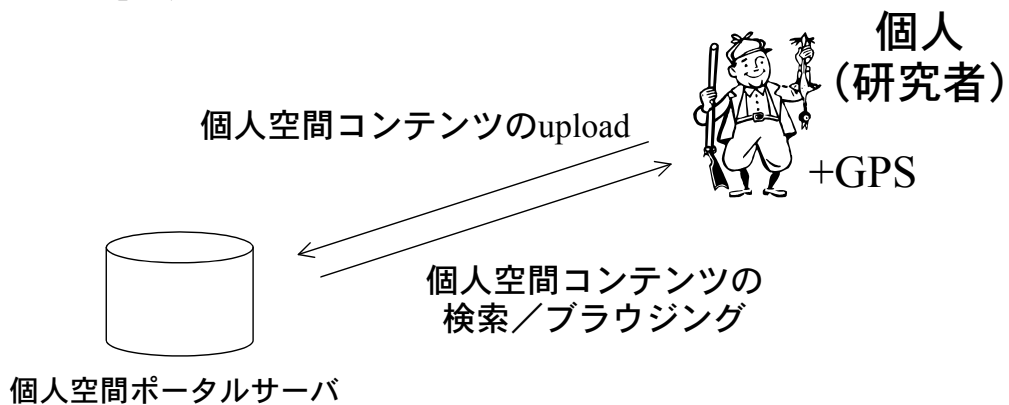 個人
（研究者）
個人空間コンテンツのupload
+GPS
個人空間コンテンツの
検索／ブラウジング
個人空間ポータルサーバ